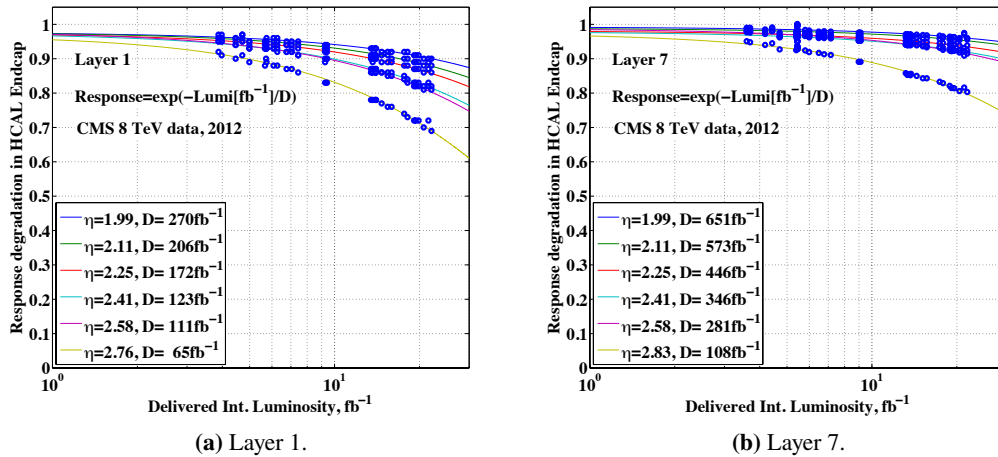 Response degradation in HCAL Endcap
1
0.9
0.8
0.7
0.6
0.5
0.4
0.3
0.2
0.1
0
Layer 1
Response=exp(−Lumi[fb⁻¹]/D)
CMS 8 TeV data, 2012
η=1.99, D= 270fb⁻¹
η=2.11, D= 206fb⁻¹
η=2.25, D= 172fb⁻¹
η=2.41, D= 123fb⁻¹
η=2.58, D= 111fb⁻¹
η=2.76, D= 65fb⁻¹
10⁰
10¹
Delivered Int. Luminosity, fb⁻¹
(a) Layer 1.
Response degradation in HCAL Endcap
1
0.9
0.8
0.7
0.6
0.5
0.4
0.3
0.2
0.1
0
Layer 7
Response=exp(−Lumi[fb⁻¹]/D)
CMS 8 TeV data, 2012
η=1.99, D= 651fb⁻¹
η=2.11, D= 573fb⁻¹
η=2.25, D= 446fb⁻¹
η=2.41, D= 346fb⁻¹
η=2.58, D= 281fb⁻¹
η=2.83, D= 108fb⁻¹
10⁰
10¹
Delivered Int. Luminosity, fb⁻¹
(b) Layer 7.